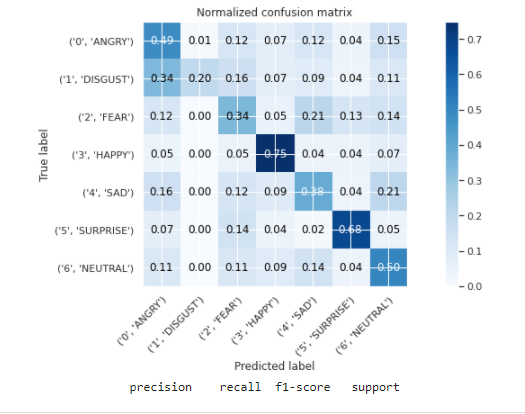 Normalized confusion matrix
('0', 'ANGRY') 0.49 0.01 0.12 0.07 0.12 0.04 0.15
('1', 'DISGUST') 0.34 0.20 0.16 0.07 0.09 0.04 0.11
('2', 'FEAR') 0.12 0.00 0.34 0.05 0.21 0.13 0.14
('3', 'HAPPY') 0.05 0.00 0.05 0.75 0.04 0.04 0.07
('4', 'SAD') 0.16 0.00 0.12 0.09 0.38 0.04 0.21
('5', 'SURPRISE') 0.07 0.00 0.14 0.04 0.02 0.68 0.05
('6', 'NEUTRAL') 0.11 0.00 0.11 0.09 0.14 0.04 0.50
True label
('0', 'ANGRY') ('1', 'DISGUST') ('2', 'FEAR') ('3', 'HAPPY') ('4', 'SAD') ('5', 'SURPRISE') ('6', 'NEUTRAL')
Predicted label
0.7
0.6
0.5
0.4
0.3
0.2
0.1
0.0
precision recall f1-score support